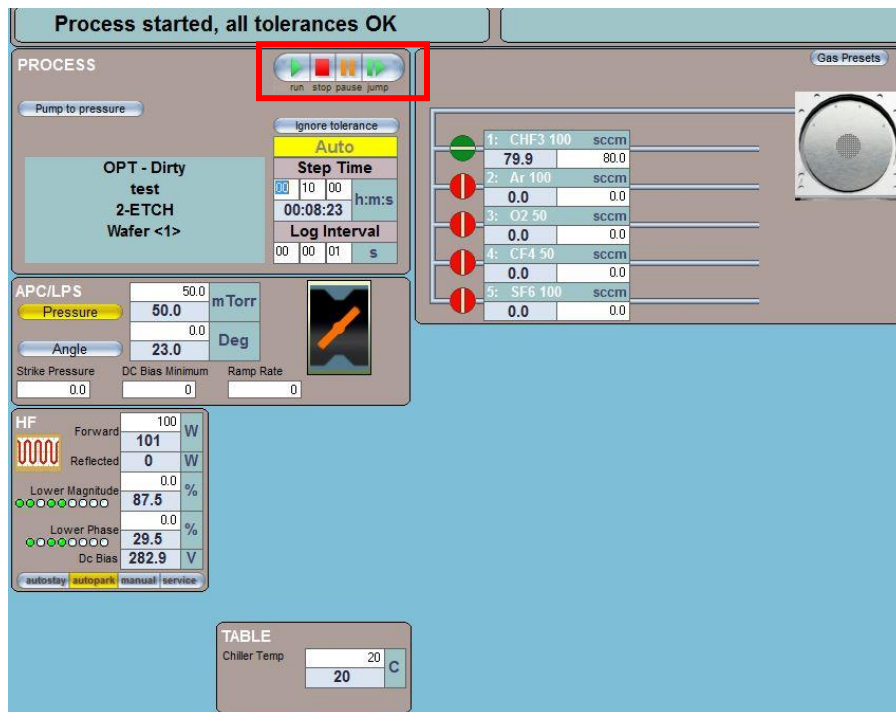 Process started, all tolerances OK
PROCESS
run stop pause jump
Pump to pressure
Ignore tolerance
Auto
OPT - Dirty
test
2-ETCH
Wafer <1>
Step Time
00 10 00 h:m:s
00:08:23
Log Interval
00 00 01 s
Gas Presets
1: CHF3 100 sccm
79.9 80.0
2: Ar 100 sccm
0.0 0.0
3: O2 50 sccm
0.0 0.0
4: CF4 50 sccm
0.0 0.0
5: SF6 100 sccm
0.0 0.0
APC/LPS
50.0 mTorr
Pressure 50.0
0.0 Deg
Angle 23.0
Strike Pressure DC Bias Minimum Ramp Rate
0.0 0 0
HF
Forward 100 W
101
Reflected 0 W
Lower Magnitude 0.0 %
87.5
Lower Phase 0.0 %
29.5
Dc Bias 282.9 V
autostay autopark manual service
TABLE
Chiller Temp 20 C
20